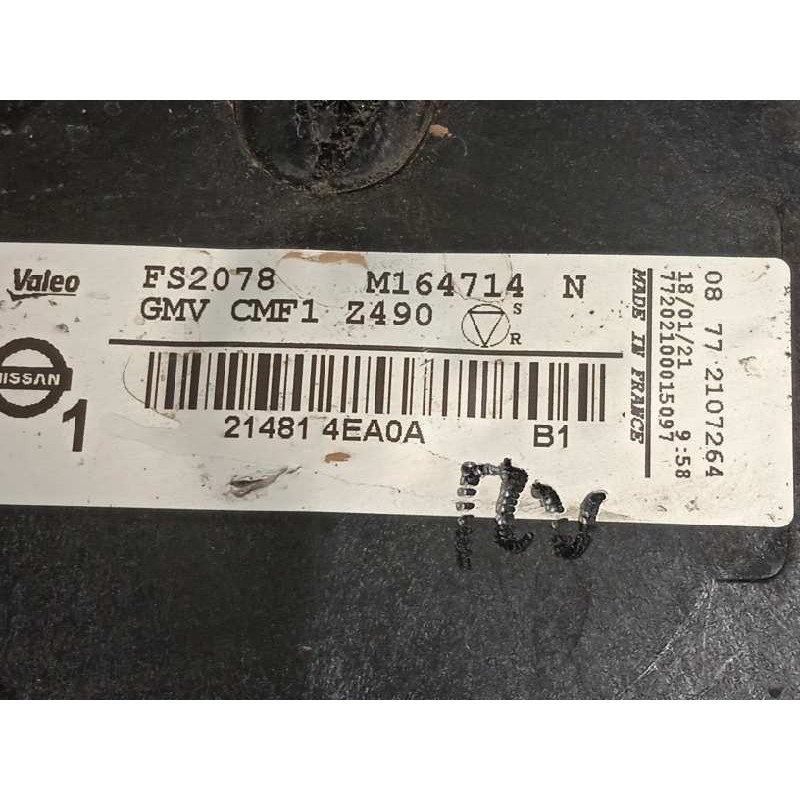 Valeo
FS2078 M164714 N
GMV CMF1 Z490
S
R
NISSAN
1
21481 4EA0A B1
MADE IN FRANCE
08 77 2107264
18/01/21 9:58
77202100015097